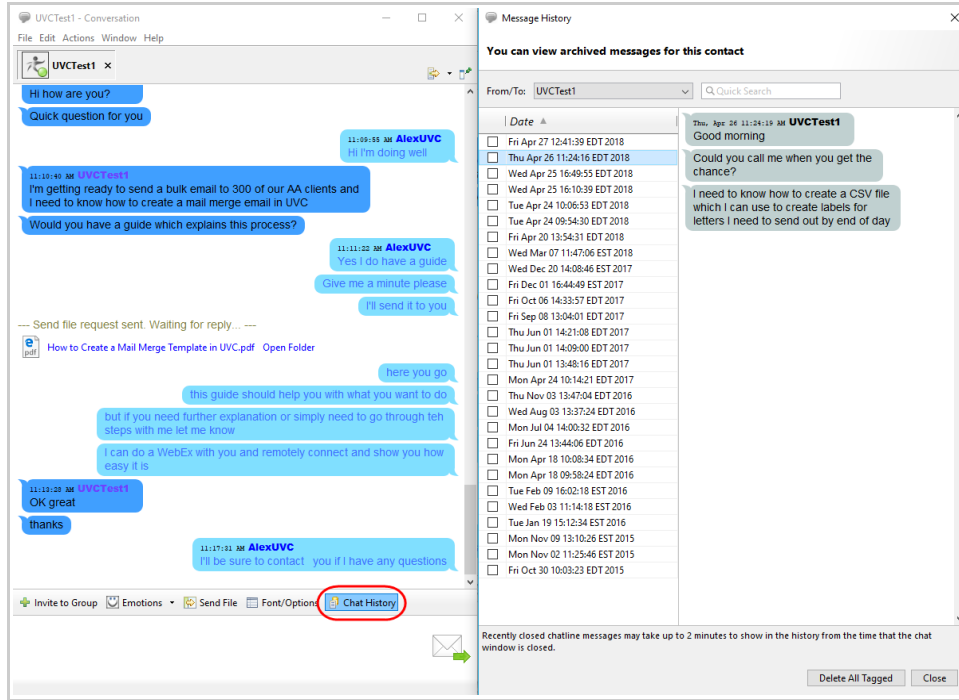 UVCTest1 - Conversation
File Edit Actions Window Help
UVCTest1 ×
Hi how are you?
Quick question for you
11:09:55 AM AlexUVC
Hi I'm doing well
11:10:40 AM UVCTest1
I'm getting ready to send a bulk email to 300 of our AA clients and
I need to know how to create a mail merge email in UVC
Would you have a guide which explains this process?
11:11:22 AM AlexUVC
Yes I do have a guide
Give me a minute please
I'll send it to you
--- Send file request sent. Waiting for reply... ---
pdf
How to Create a Mail Merge Template in UVC.pdf Open Folder
here you go
this guide should help you with what you want to do
but if you need further explanation or simply need to go through teh
steps with me let me know
I can do a WebEx with you and remotely connect and show you how
easy it is
11:13:28 AM UVCTest1
OK great
thanks
11:17:31 AM AlexUVC
I'll be sure to contact you if I have any questions
Invite to Group Emotions Send File Font/Options Chat History
Message History
You can view archived messages for this contact
From/To: UVCTest1 Quick Search
Date
Fri Apr 27 12:41:39 EDT 2018
Thu Apr 26 11:24:16 EDT 2018
Wed Apr 25 16:49:55 EDT 2018
Wed Apr 25 16:10:39 EDT 2018
Tue Apr 24 10:06:53 EDT 2018
Tue Apr 24 09:54:30 EDT 2018
Fri Apr 20 13:54:31 EDT 2018
Wed Mar 07 11:47:06 EST 2018
Wed Dec 20 14:08:46 EST 2017
Fri Dec 01 16:44:49 EST 2017
Fri Oct 06 14:33:57 EDT 2017
Fri Sep 08 13:04:01 EDT 2017
Thu Jun 01 14:21:08 EDT 2017
Thu Jun 01 14:09:00 EDT 2017
Thu Jun 01 13:48:16 EDT 2017
Mon Apr 24 10:14:21 EDT 2017
Thu Nov 03 13:47:04 EDT 2016
Wed Aug 03 13:37:24 EDT 2016
Mon Jul 04 14:00:32 EDT 2016
Fri Jun 24 13:44:06 EDT 2016
Mon Apr 18 10:08:34 EDT 2016
Mon Apr 18 09:58:24 EDT 2016
Tue Feb 09 16:02:18 EST 2016
Wed Feb 03 11:14:18 EST 2016
Tue Jan 19 15:12:34 EST 2016
Mon Nov 09 13:10:26 EST 2015
Mon Nov 02 11:25:46 EST 2015
Fri Oct 30 10:03:23 EDT 2015
Thu, Apr 26 11:24:19 AM UVCTest1
Good morning
Could you call me when you get the
chance?
I need to know how to create a CSV file
which I can use to create labels for
letters I need to send out by end of day
Recently closed chatline messages may take up to 2 minutes to show in the history from the time that the chat
window is closed.
Delete All Tagged Close